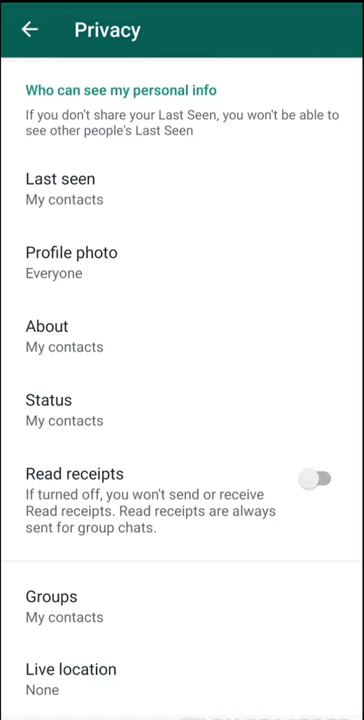 Privacy
Who can see my personal info
If you don't share your Last Seen, you won't be able to
see other people's Last Seen
Last seen
My contacts
Profile photo
Everyone
About
My contacts
Status
My contacts
Read receipts
If turned off, you won't send or receive
Read receipts. Read receipts are always
sent for group chats.
Groups
My contacts
Live location
None